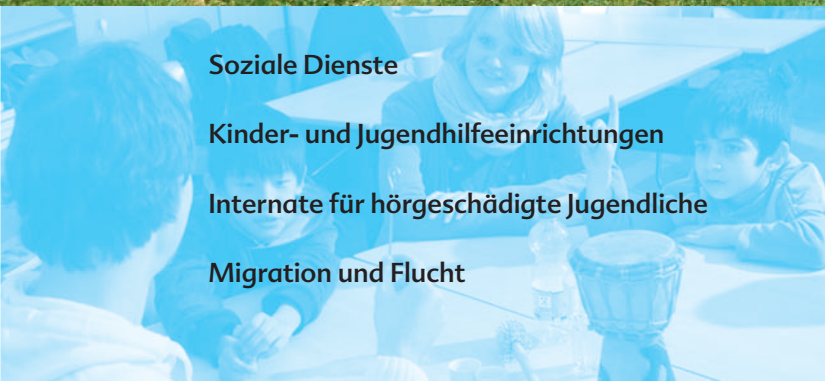 Soziale Dienste
Kinder- und Jugendhilfeeinrichtungen
Internate für hörgeschädigte Jugendliche
Migration und Flucht